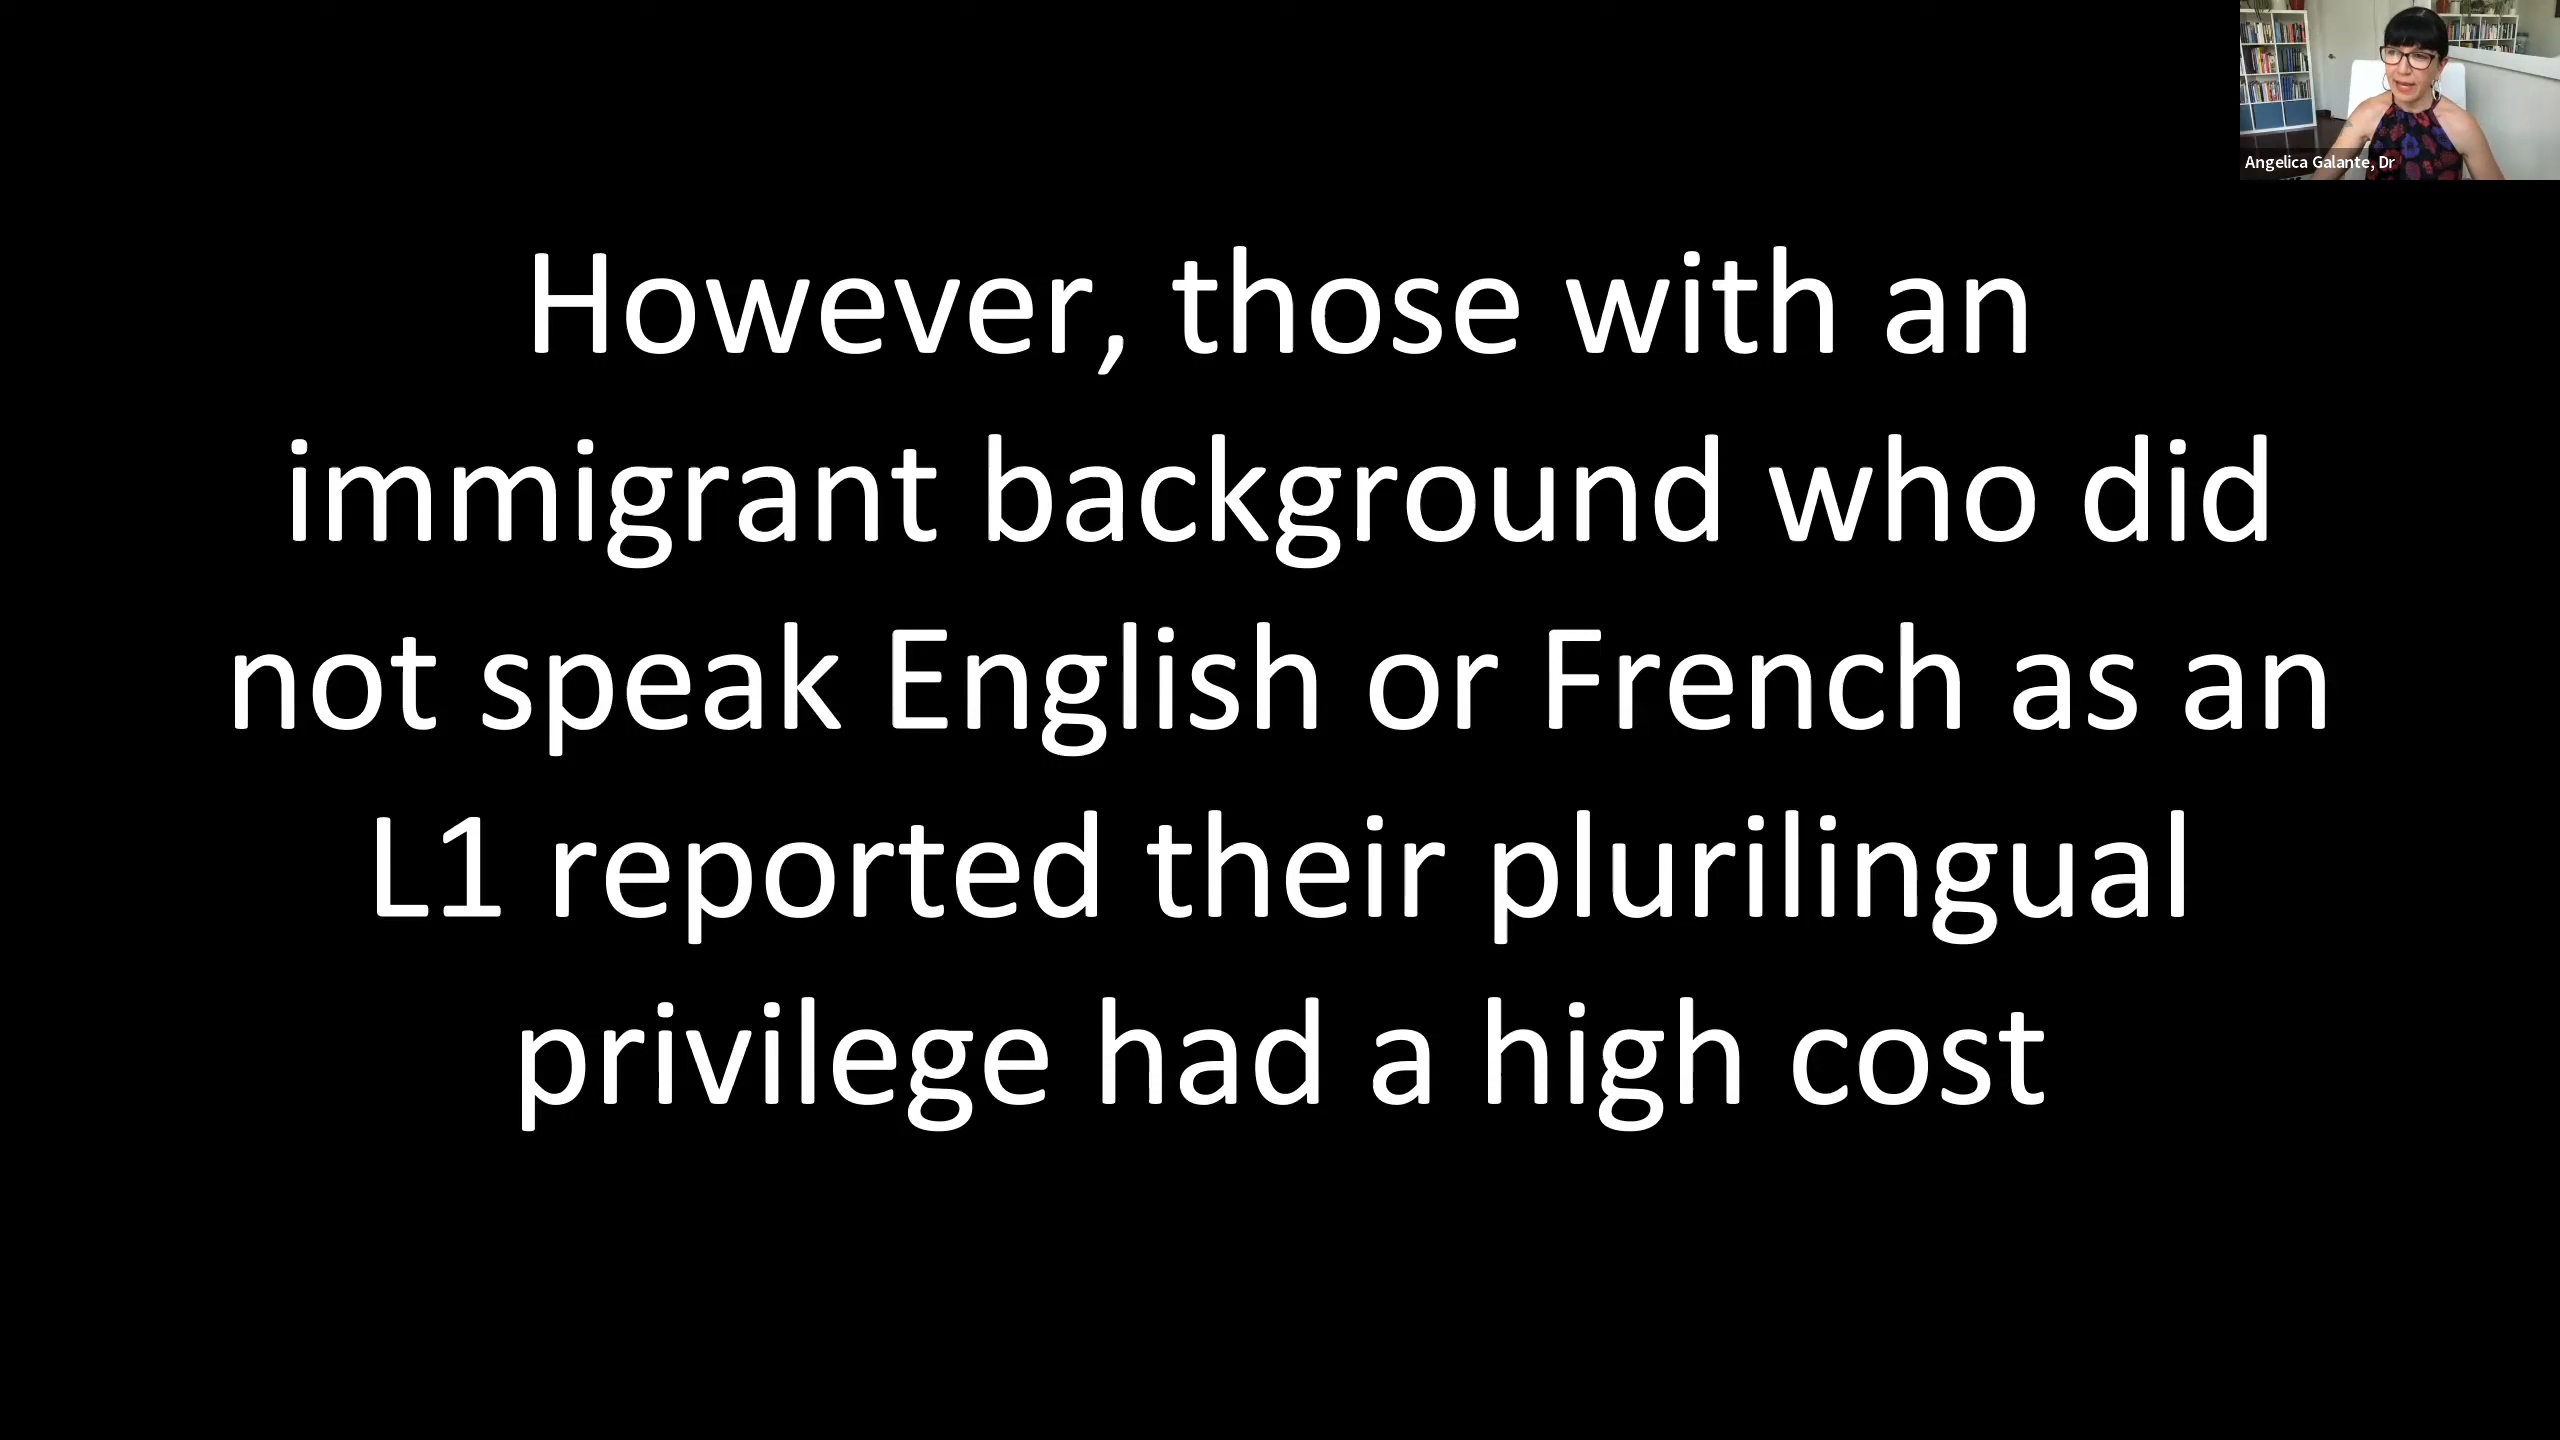 Angelica Galante, Dr
However, those with an
immigrant background who did
not speak English or French as an
L1 reported their plurilingual
privilege had a high cost